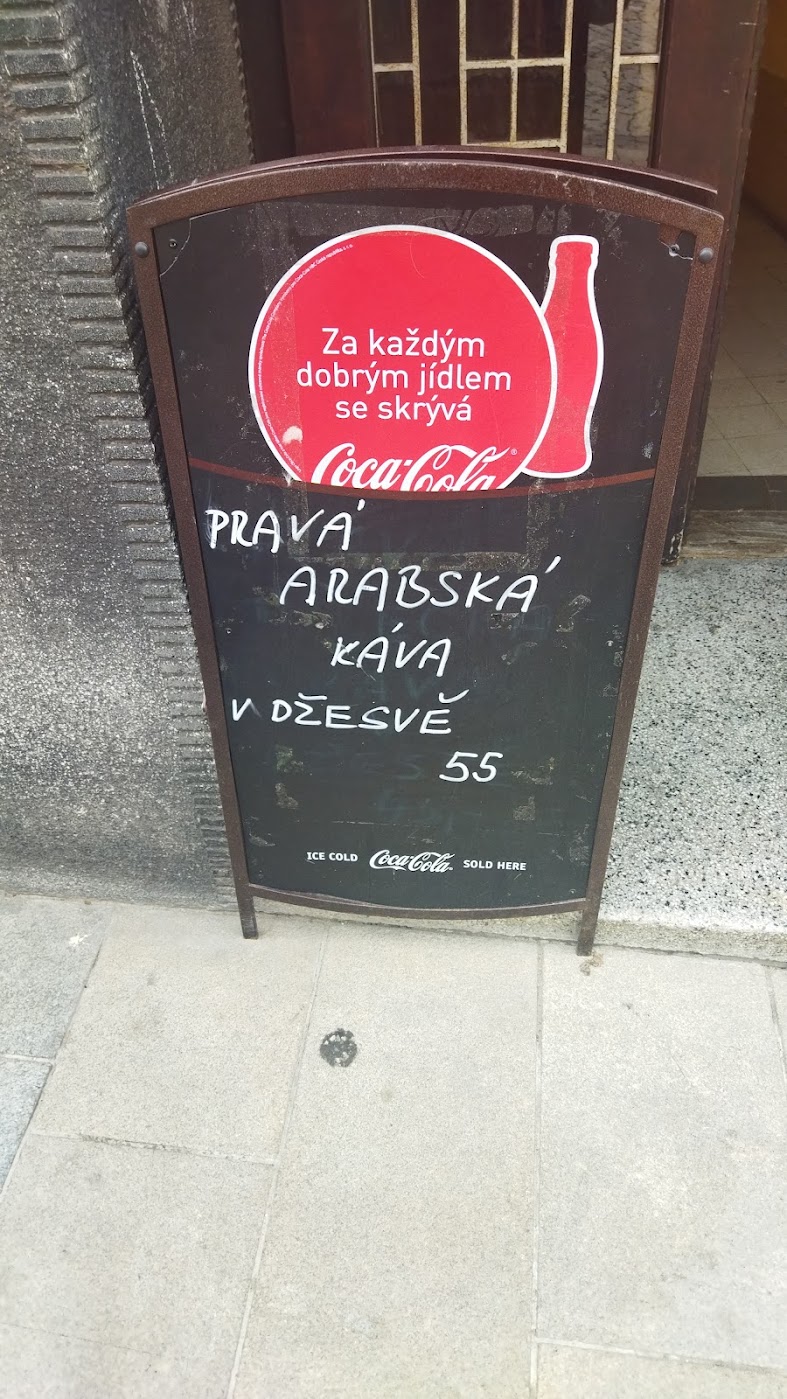 Za každým
dobrým jídlem
se skrývá
Coca-Cola
PRAVÁ
ARABSKÁ
KÁVA
V DŽESVĚ
55
ICE COLD Coca-Cola SOLD HERE